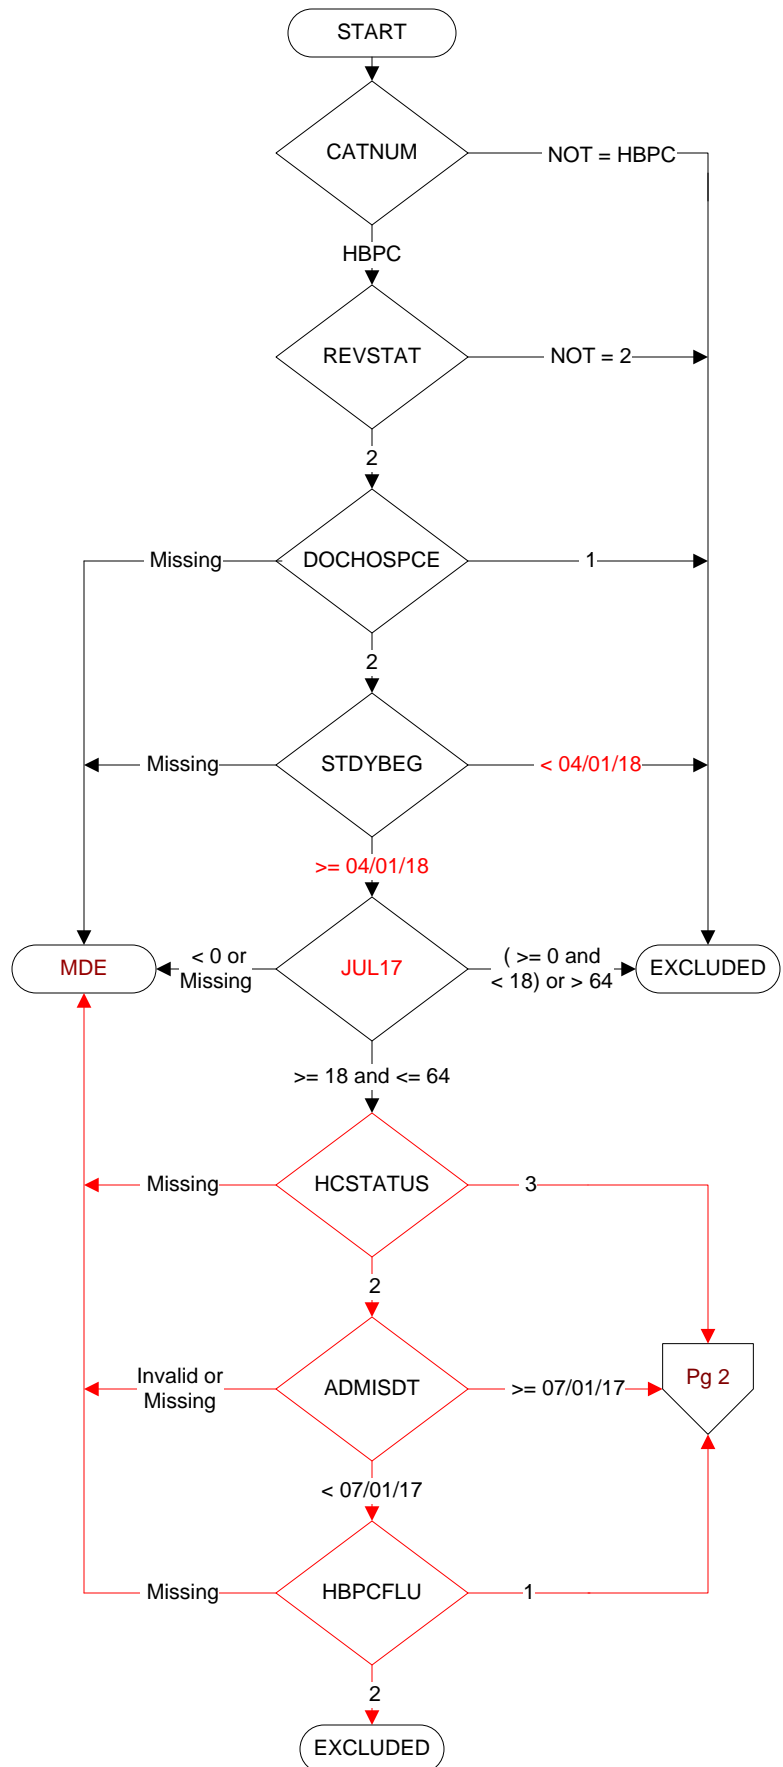 START
CATNUM
NOT = HBPC
HBPC
REVSTAT
NOT = 2
2
Missing
DOCHOSPCE
1
2
Missing
STDYBEG
< 04/01/18
>= 04/01/18
MDE
< 0 or
Missing
JUL17
( >= 0 and
< 18) or > 64
EXCLUDED
>= 18 and <= 64
Missing
HCSTATUS
3
2
Invalid or
Missing
ADMISDT
>= 07/01/17
Pg 2
< 07/01/17
Missing
HBPCFLU
1
2
EXCLUDED